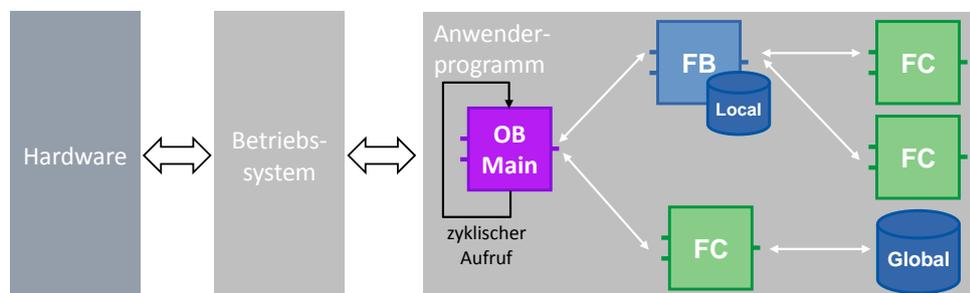 Hardware
Betriebs-
system
Anwender-
programm
OB
Main
zyklischer
Aufruf
FB
Local
FC
FC
FC
Global